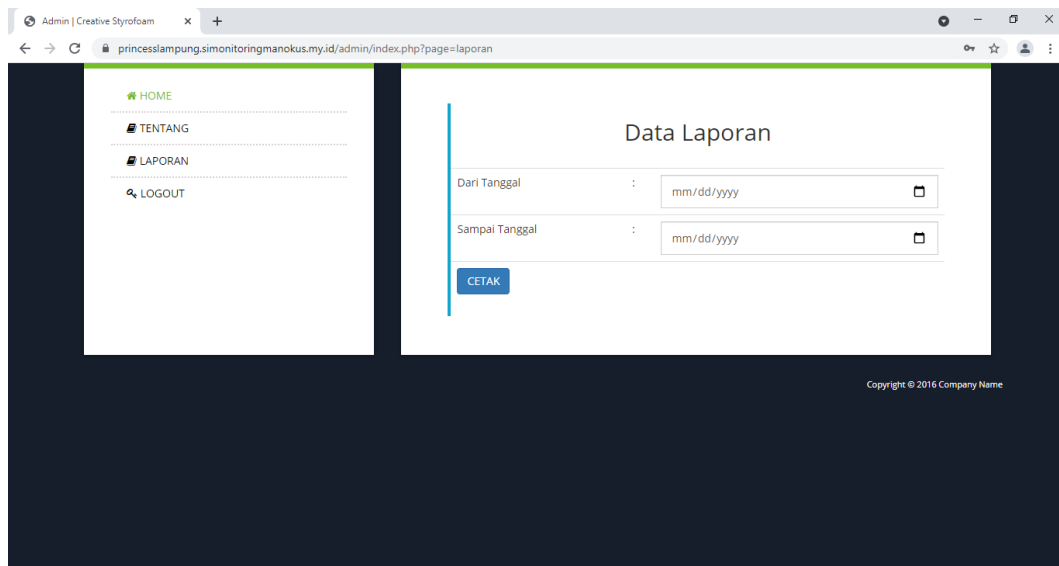 Admin | Creative Styrofoam
princesslampung.simonitoringmanokus.my.id/admin/index.php?page=laporan
HOME
TENTANG
LAPORAN
LOGOUT
Data Laporan
Dari Tanggal : mm/dd/yyyy
Sampai Tanggal : mm/dd/yyyy
CETAK
Copyright © 2016 Company Name